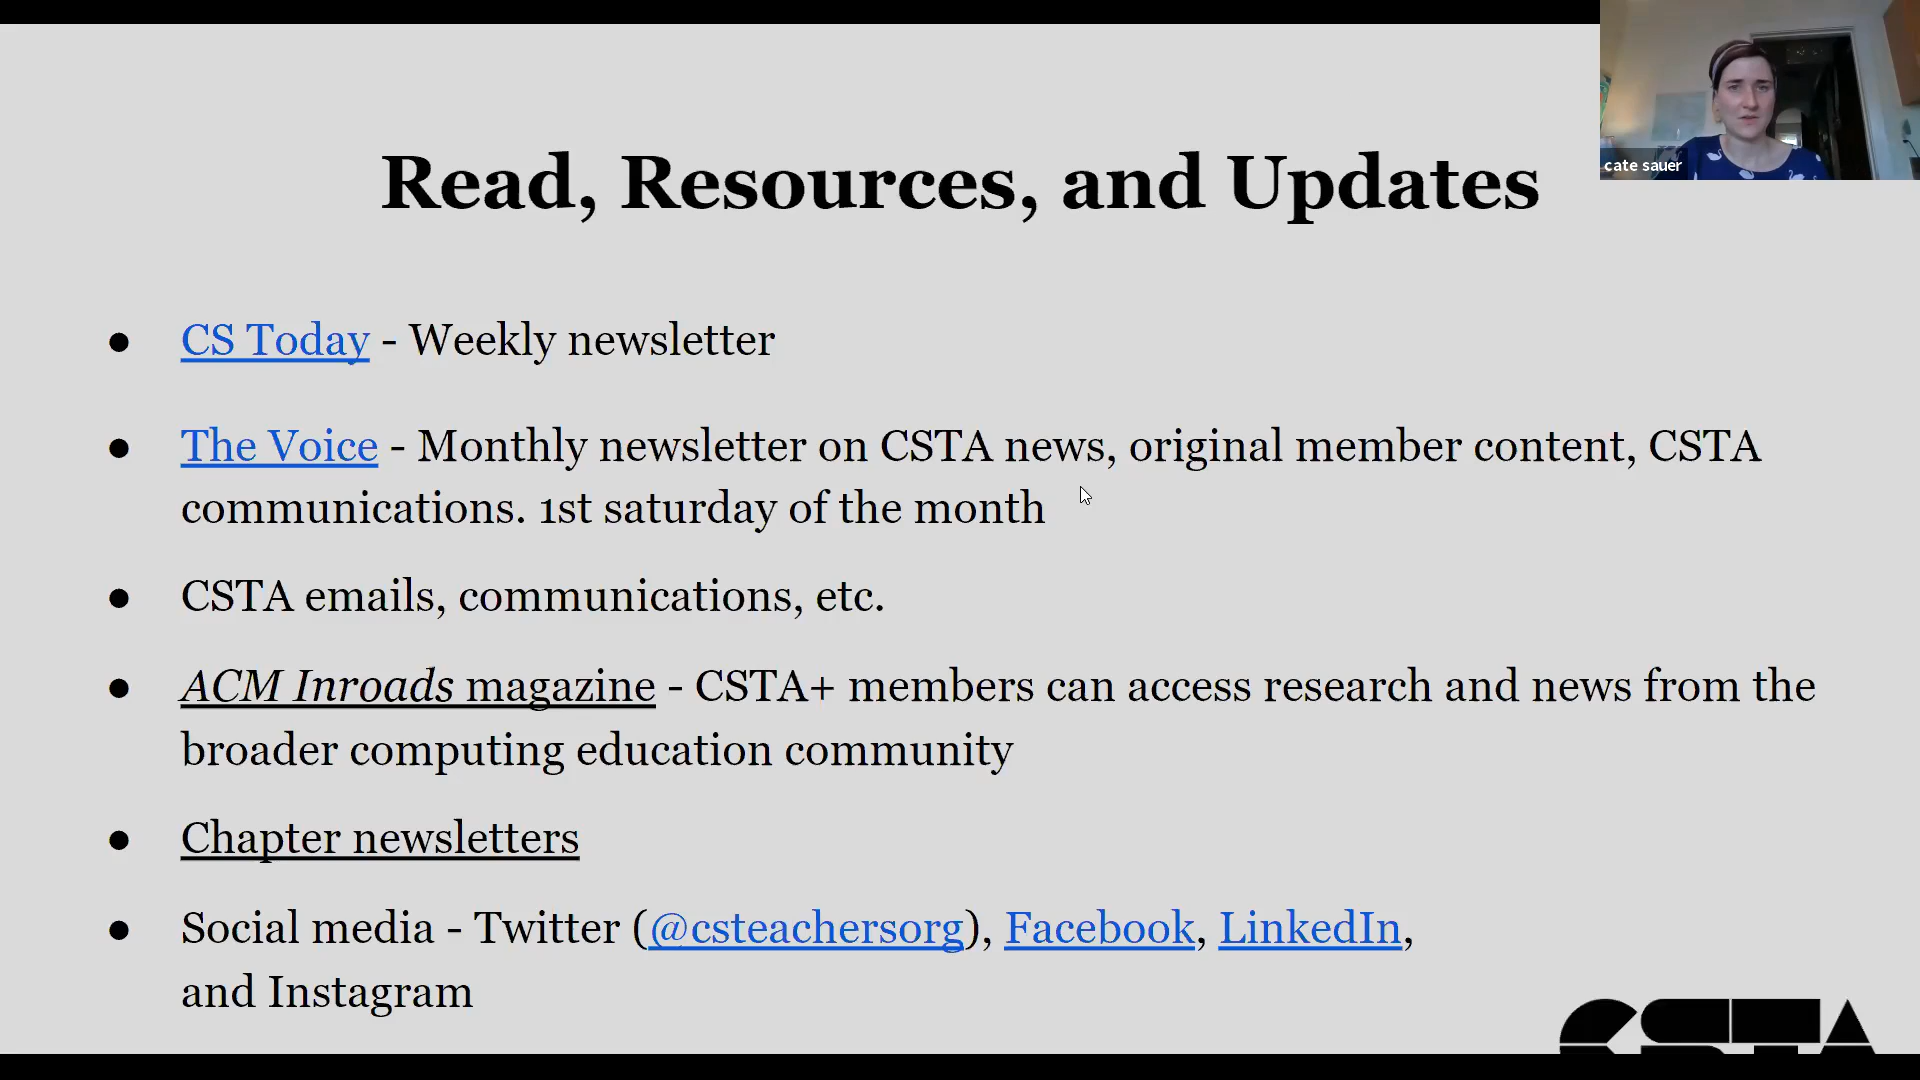 cate sauer
Read, Resources, and Updates
● CS Today - Weekly newsletter
● The Voice - Monthly newsletter on CSTA news, original member content, CSTA
communications. 1st saturday of the month
● CSTA emails, communications, etc.
● ACM Inroads magazine - CSTA+ members can access research and news from the
broader computing education community
● Chapter newsletters
● Social media - Twitter (@csteachersorg), Facebook, LinkedIn,
and Instagram
CSTA